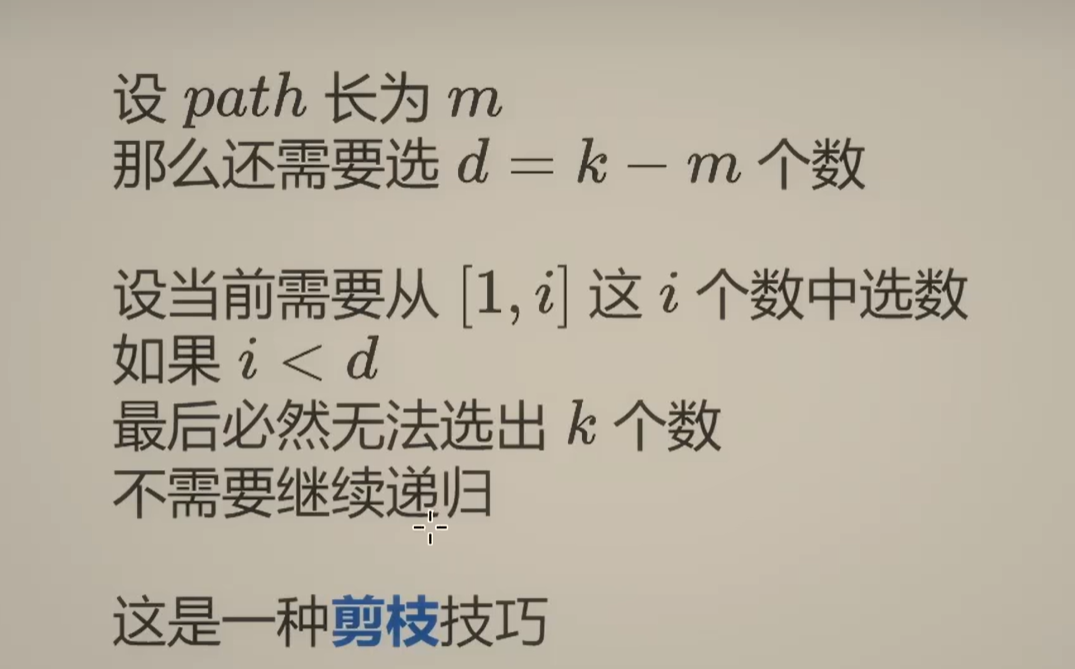 设 path 长为 m
那么还需要选 d = k − m 个数
设当前需要从 [1, i] 这 i 个数中选数
如果 i < d
最后必然无法选出 k 个数
不需要继续递归
这是一种剪枝技巧